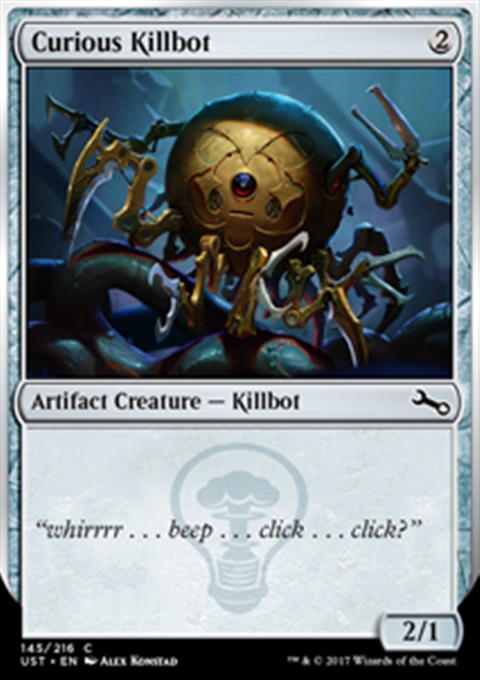 Curious Killbot 2
Artifact Creature — Killbot
“whirrrr . . . beep . . . click . . . click?”
2/1
145/216 C
UST • EN Alex Konstad ™ & © 2017 Wizards of the Coast